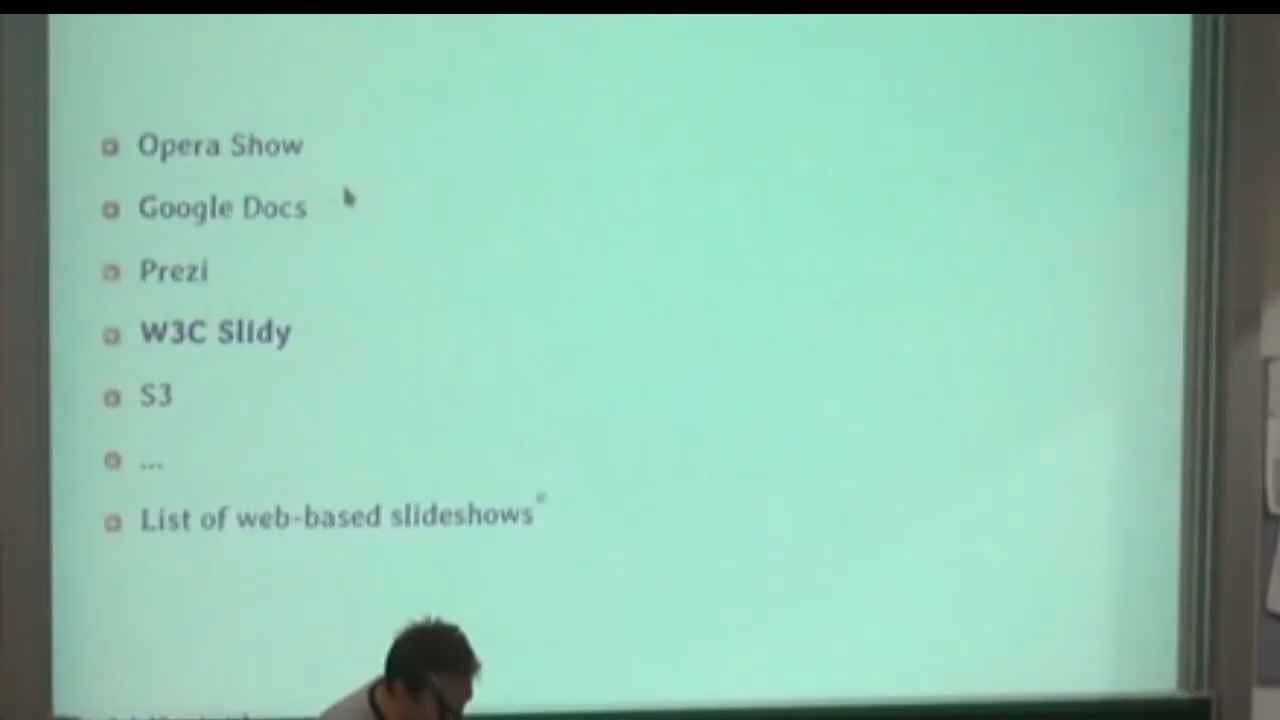 Opera Show
Google Docs
Prezi
W3C Slidy
S3
...
List of web-based slideshows